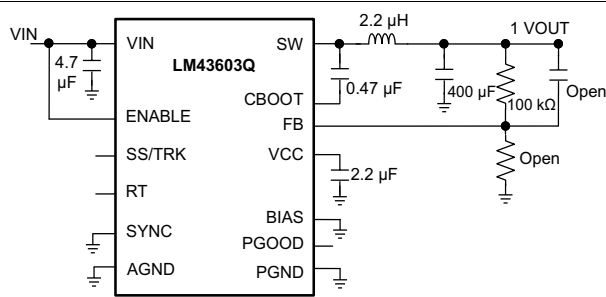 VIN
VIN
SW
2.2 µH
1 VOUT
LM43603Q
4.7
µF
0.47 µF
400 µF
100 kΩ
Open
CBOOT
ENABLE
FB
SS/TRK
VCC
Open
2.2 µF
RT
BIAS
SYNC
PGOOD
AGND
PGND